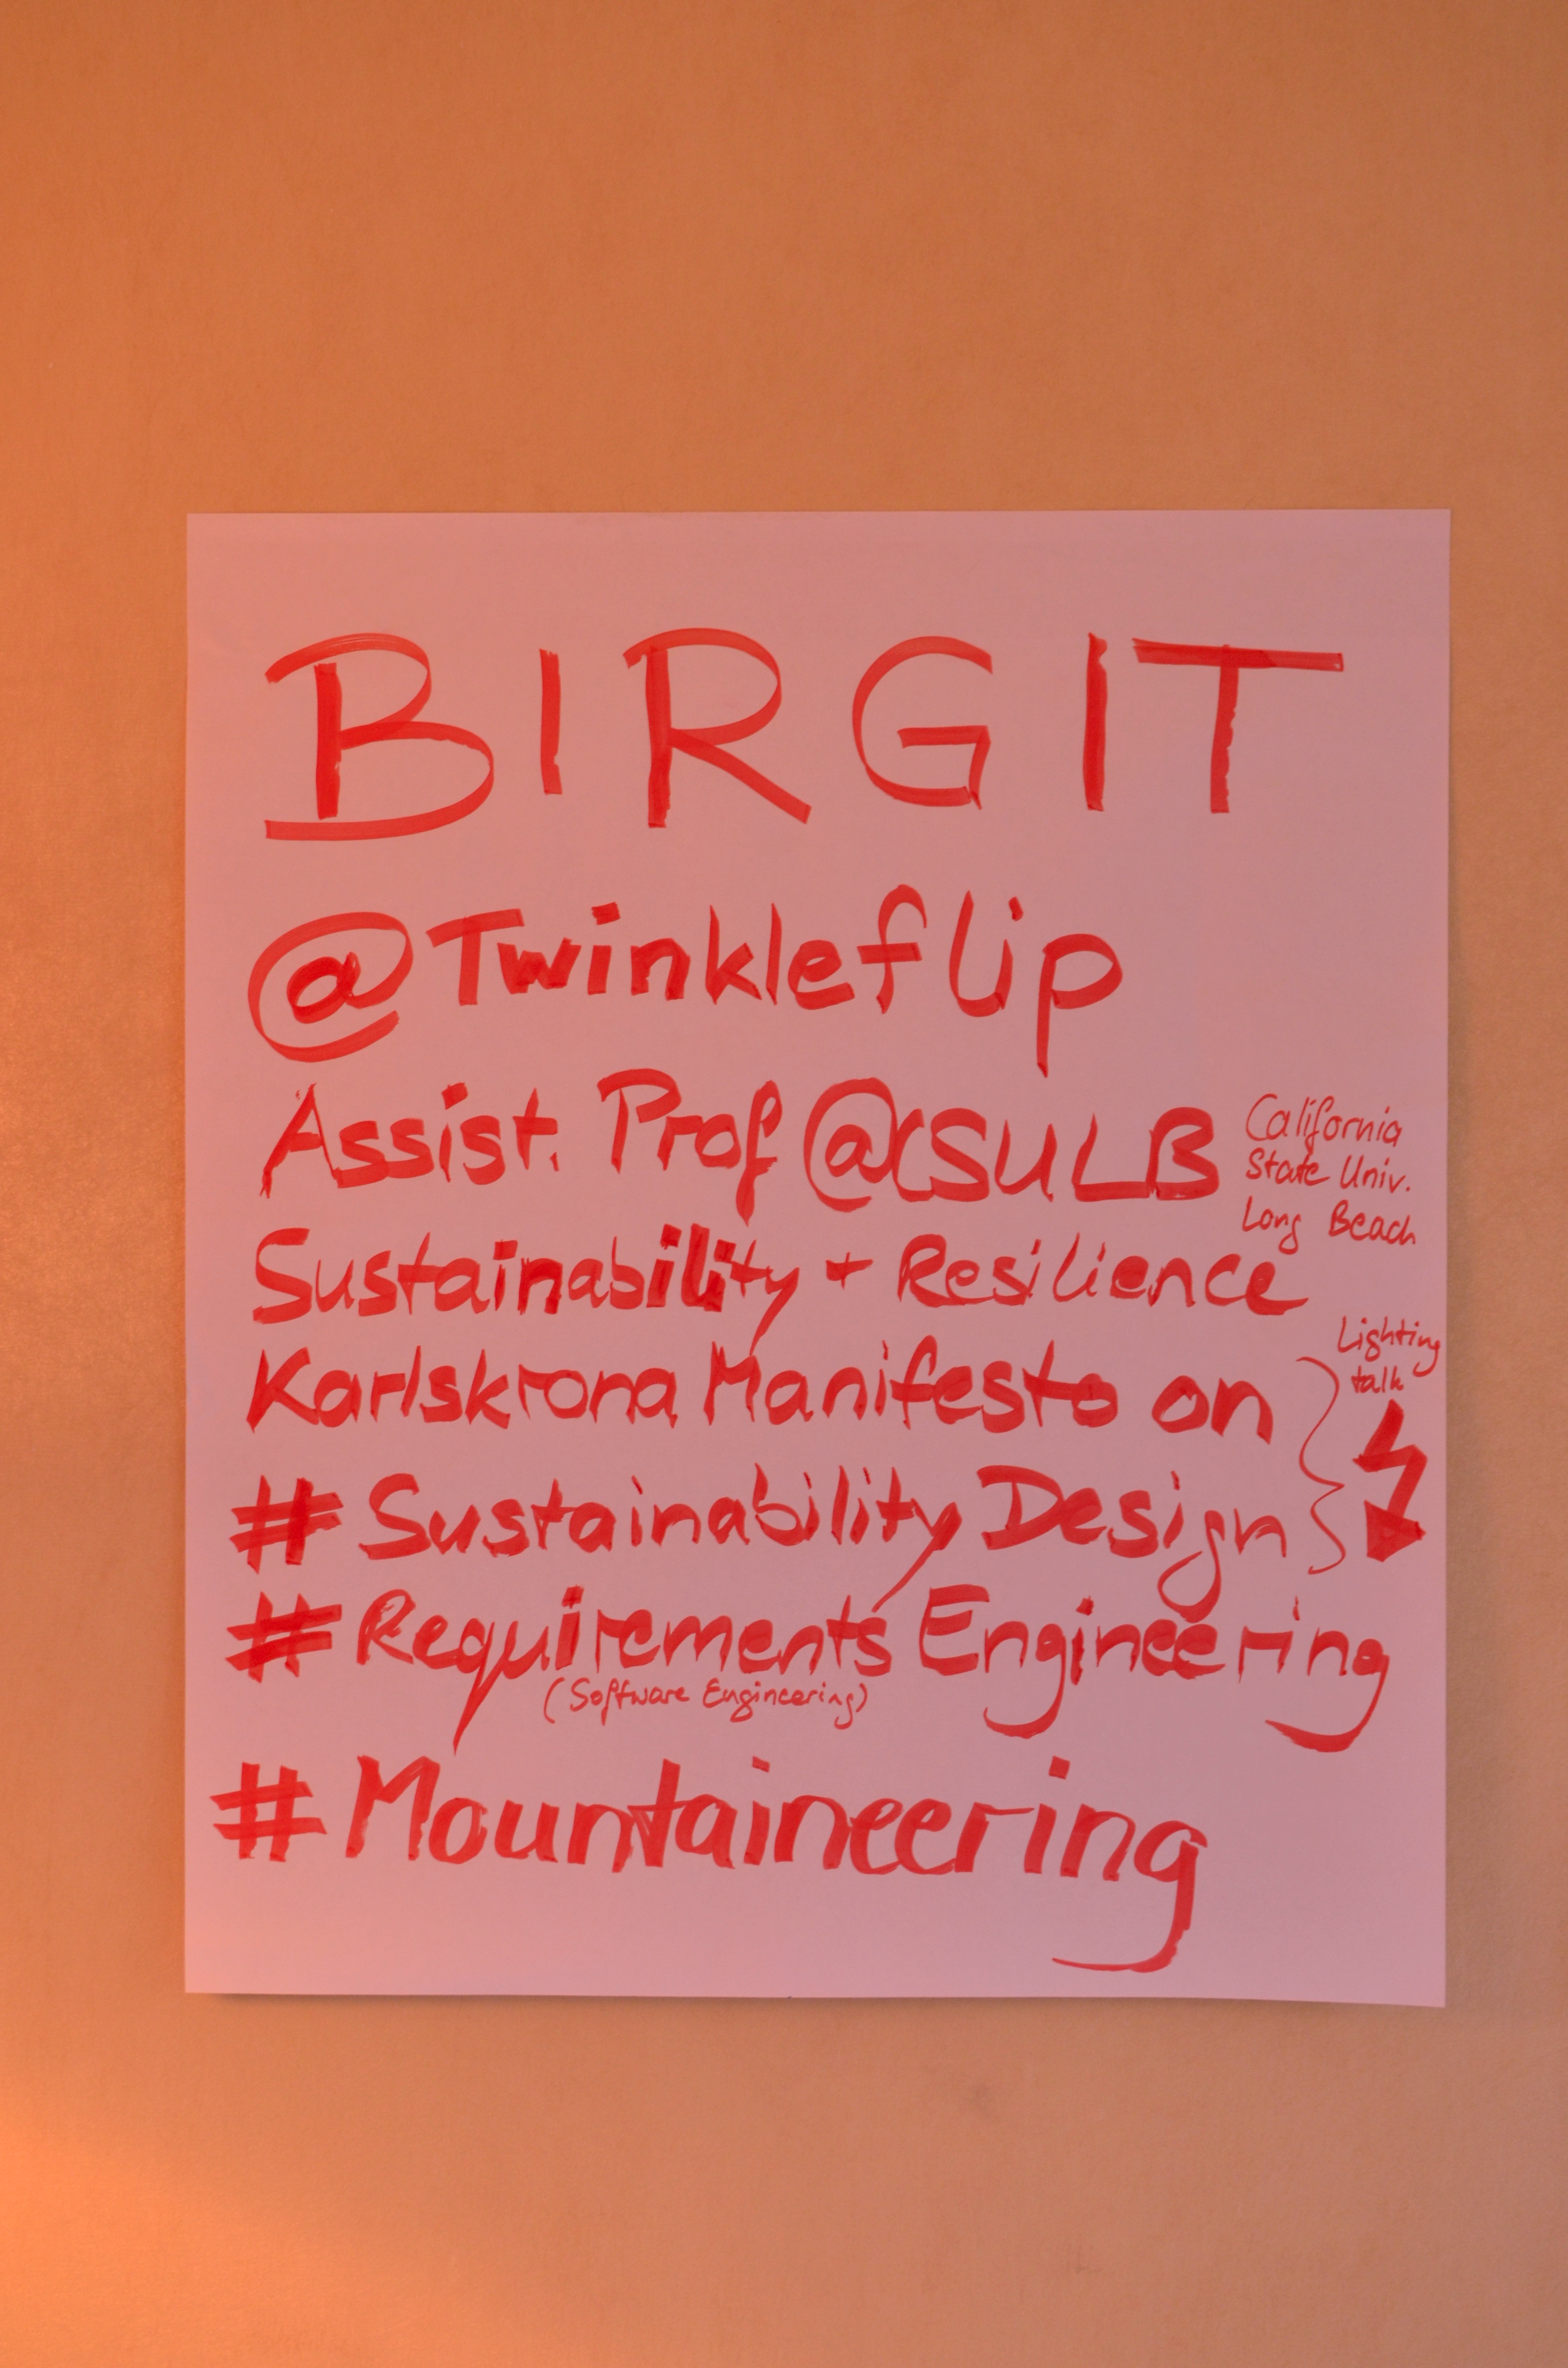 BIRGIT
@Twinkleflip
Assist. Prof @CSULB
California
State Univ.
Long Beach
Sustainability + Resilience
Karlskrona Manifesto on
Lighting
talk
# Sustainability Design
# Requirements Engineering
(Software Engineering)
# Mountaineering